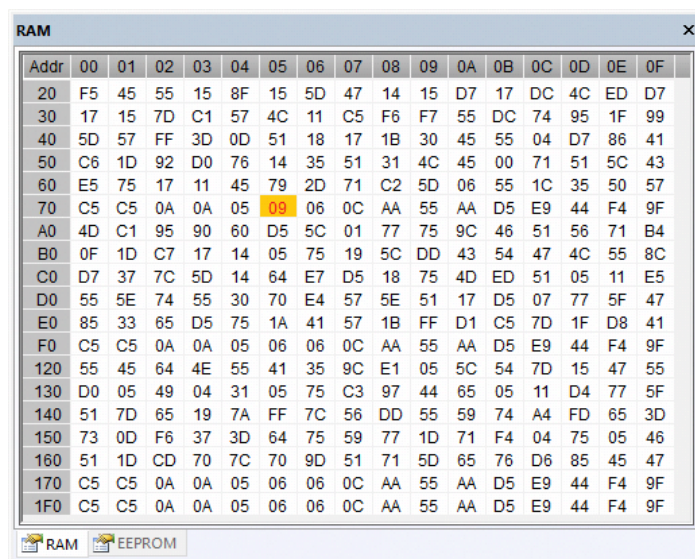 RAM
Addr 00 01 02 03 04 05 06 07 08 09 0A 0B 0C 0D 0E 0F
20 F5 45 55 15 8F 15 5D 47 14 15 D7 17 DC 4C ED D7
30 17 15 7D C1 57 4C 11 C5 F6 F7 55 DC 74 95 1F 99
40 5D 57 FF 3D 0D 51 18 17 1B 30 45 55 04 D7 86 41
50 C6 1D 92 D0 76 14 35 51 31 4C 45 00 71 51 5C 43
60 E5 75 17 11 45 79 2D 71 C2 5D 06 55 1C 35 50 57
70 C5 C5 0A 0A 05 09 06 0C AA 55 AA D5 E9 44 F4 9F
A0 4D C1 95 90 60 D5 5C 01 77 75 9C 46 51 56 71 B4
B0 0F 1D C7 17 14 05 75 19 5C DD 43 54 47 4C 55 8C
C0 D7 37 7C 5D 14 64 E7 D5 18 75 4D ED 51 05 11 E5
D0 55 5E 74 55 30 70 E4 57 5E 51 17 D5 07 77 5F 47
E0 85 33 65 D5 75 1A 41 57 1B FF D1 C5 7D 1F D8 41
F0 C5 C5 0A 0A 05 06 06 0C AA 55 AA D5 E9 44 F4 9F
120 55 45 64 4E 55 41 35 9C E1 05 5C 54 7D 15 47 55
130 D0 05 49 04 31 05 75 C3 97 44 65 05 11 D4 77 5F
140 51 7D 65 19 7A FF 7C 56 DD 55 59 74 A4 FD 65 3D
150 73 0D F6 37 3D 64 75 59 77 1D 71 F4 04 75 05 46
160 51 1D CD 70 7C 70 9D 51 71 5D 65 76 D6 85 45 47
170 C5 C5 0A 0A 05 06 06 0C AA 55 AA D5 E9 44 F4 9F
1F0 C5 C5 0A 0A 05 06 06 0C AA 55 AA D5 E9 44 F4 9F
RAM EEPROM